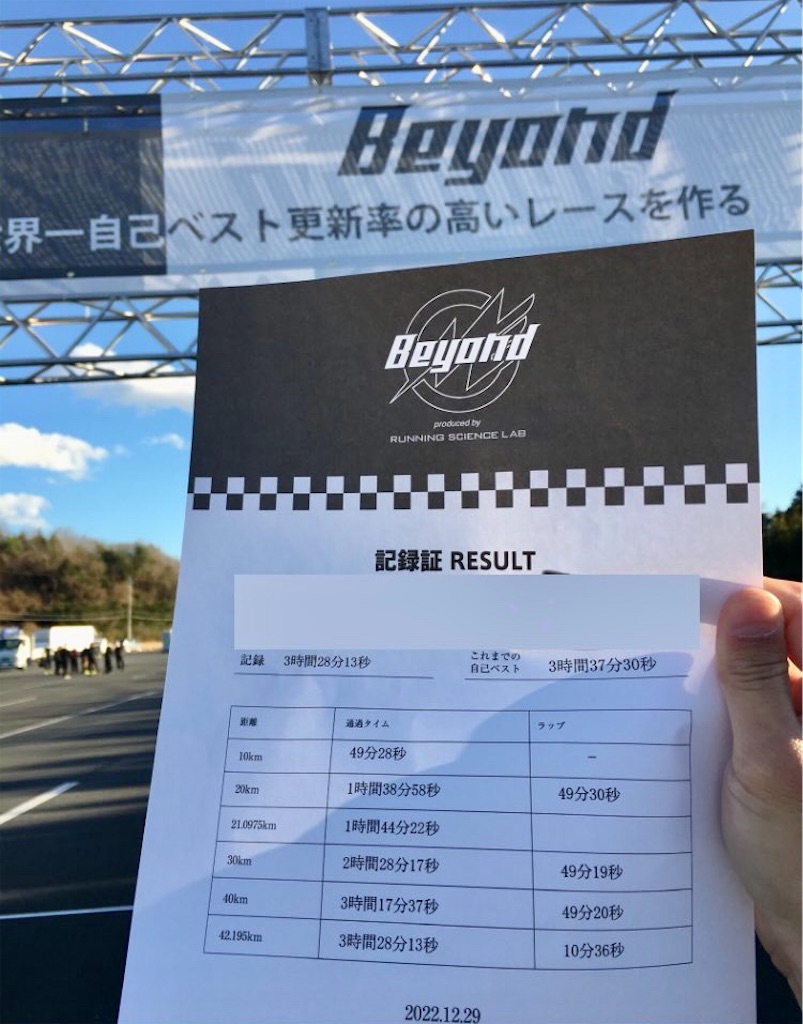 Beyond
界一自己ベスト更新率の高いレースを作る
Beyond
produced by
RUNNING SCIENCE LAB
記録証 RESULT
記録 3時間28分13秒 これまでの自己ベスト 3時間37分30秒
距離 通過タイム ラップ
10km 49分28秒 –
20km 1時間38分58秒 49分30秒
21.0975km 1時間44分22秒
30km 2時間28分17秒 49分19秒
40km 3時間17分37秒 49分20秒
42.195km 3時間28分13秒 10分36秒
2022.12.29